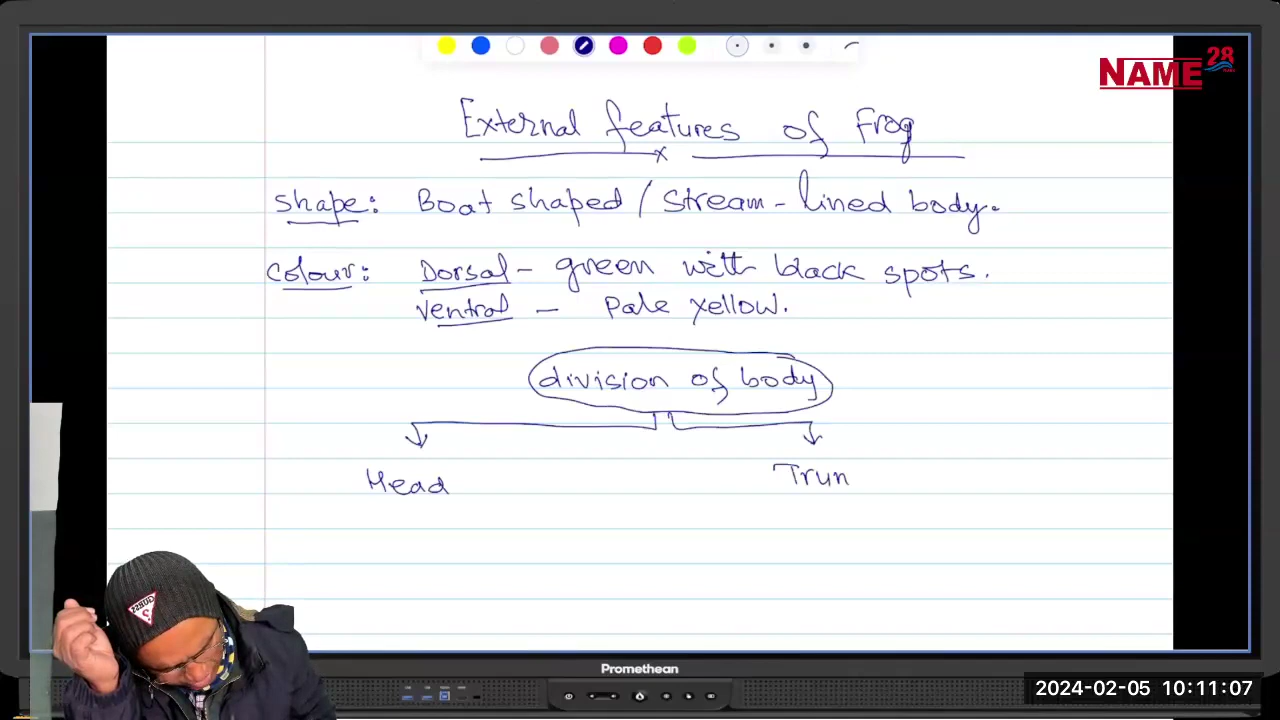 NAME 28
External features of Frog
Shape: Boat shaped / Stream-lined body.
Colour: Dorsal - green with black spots.
Ventral - Pale yellow.
division of body
Head Trun
Promethean
2024-02-05 10:11:07